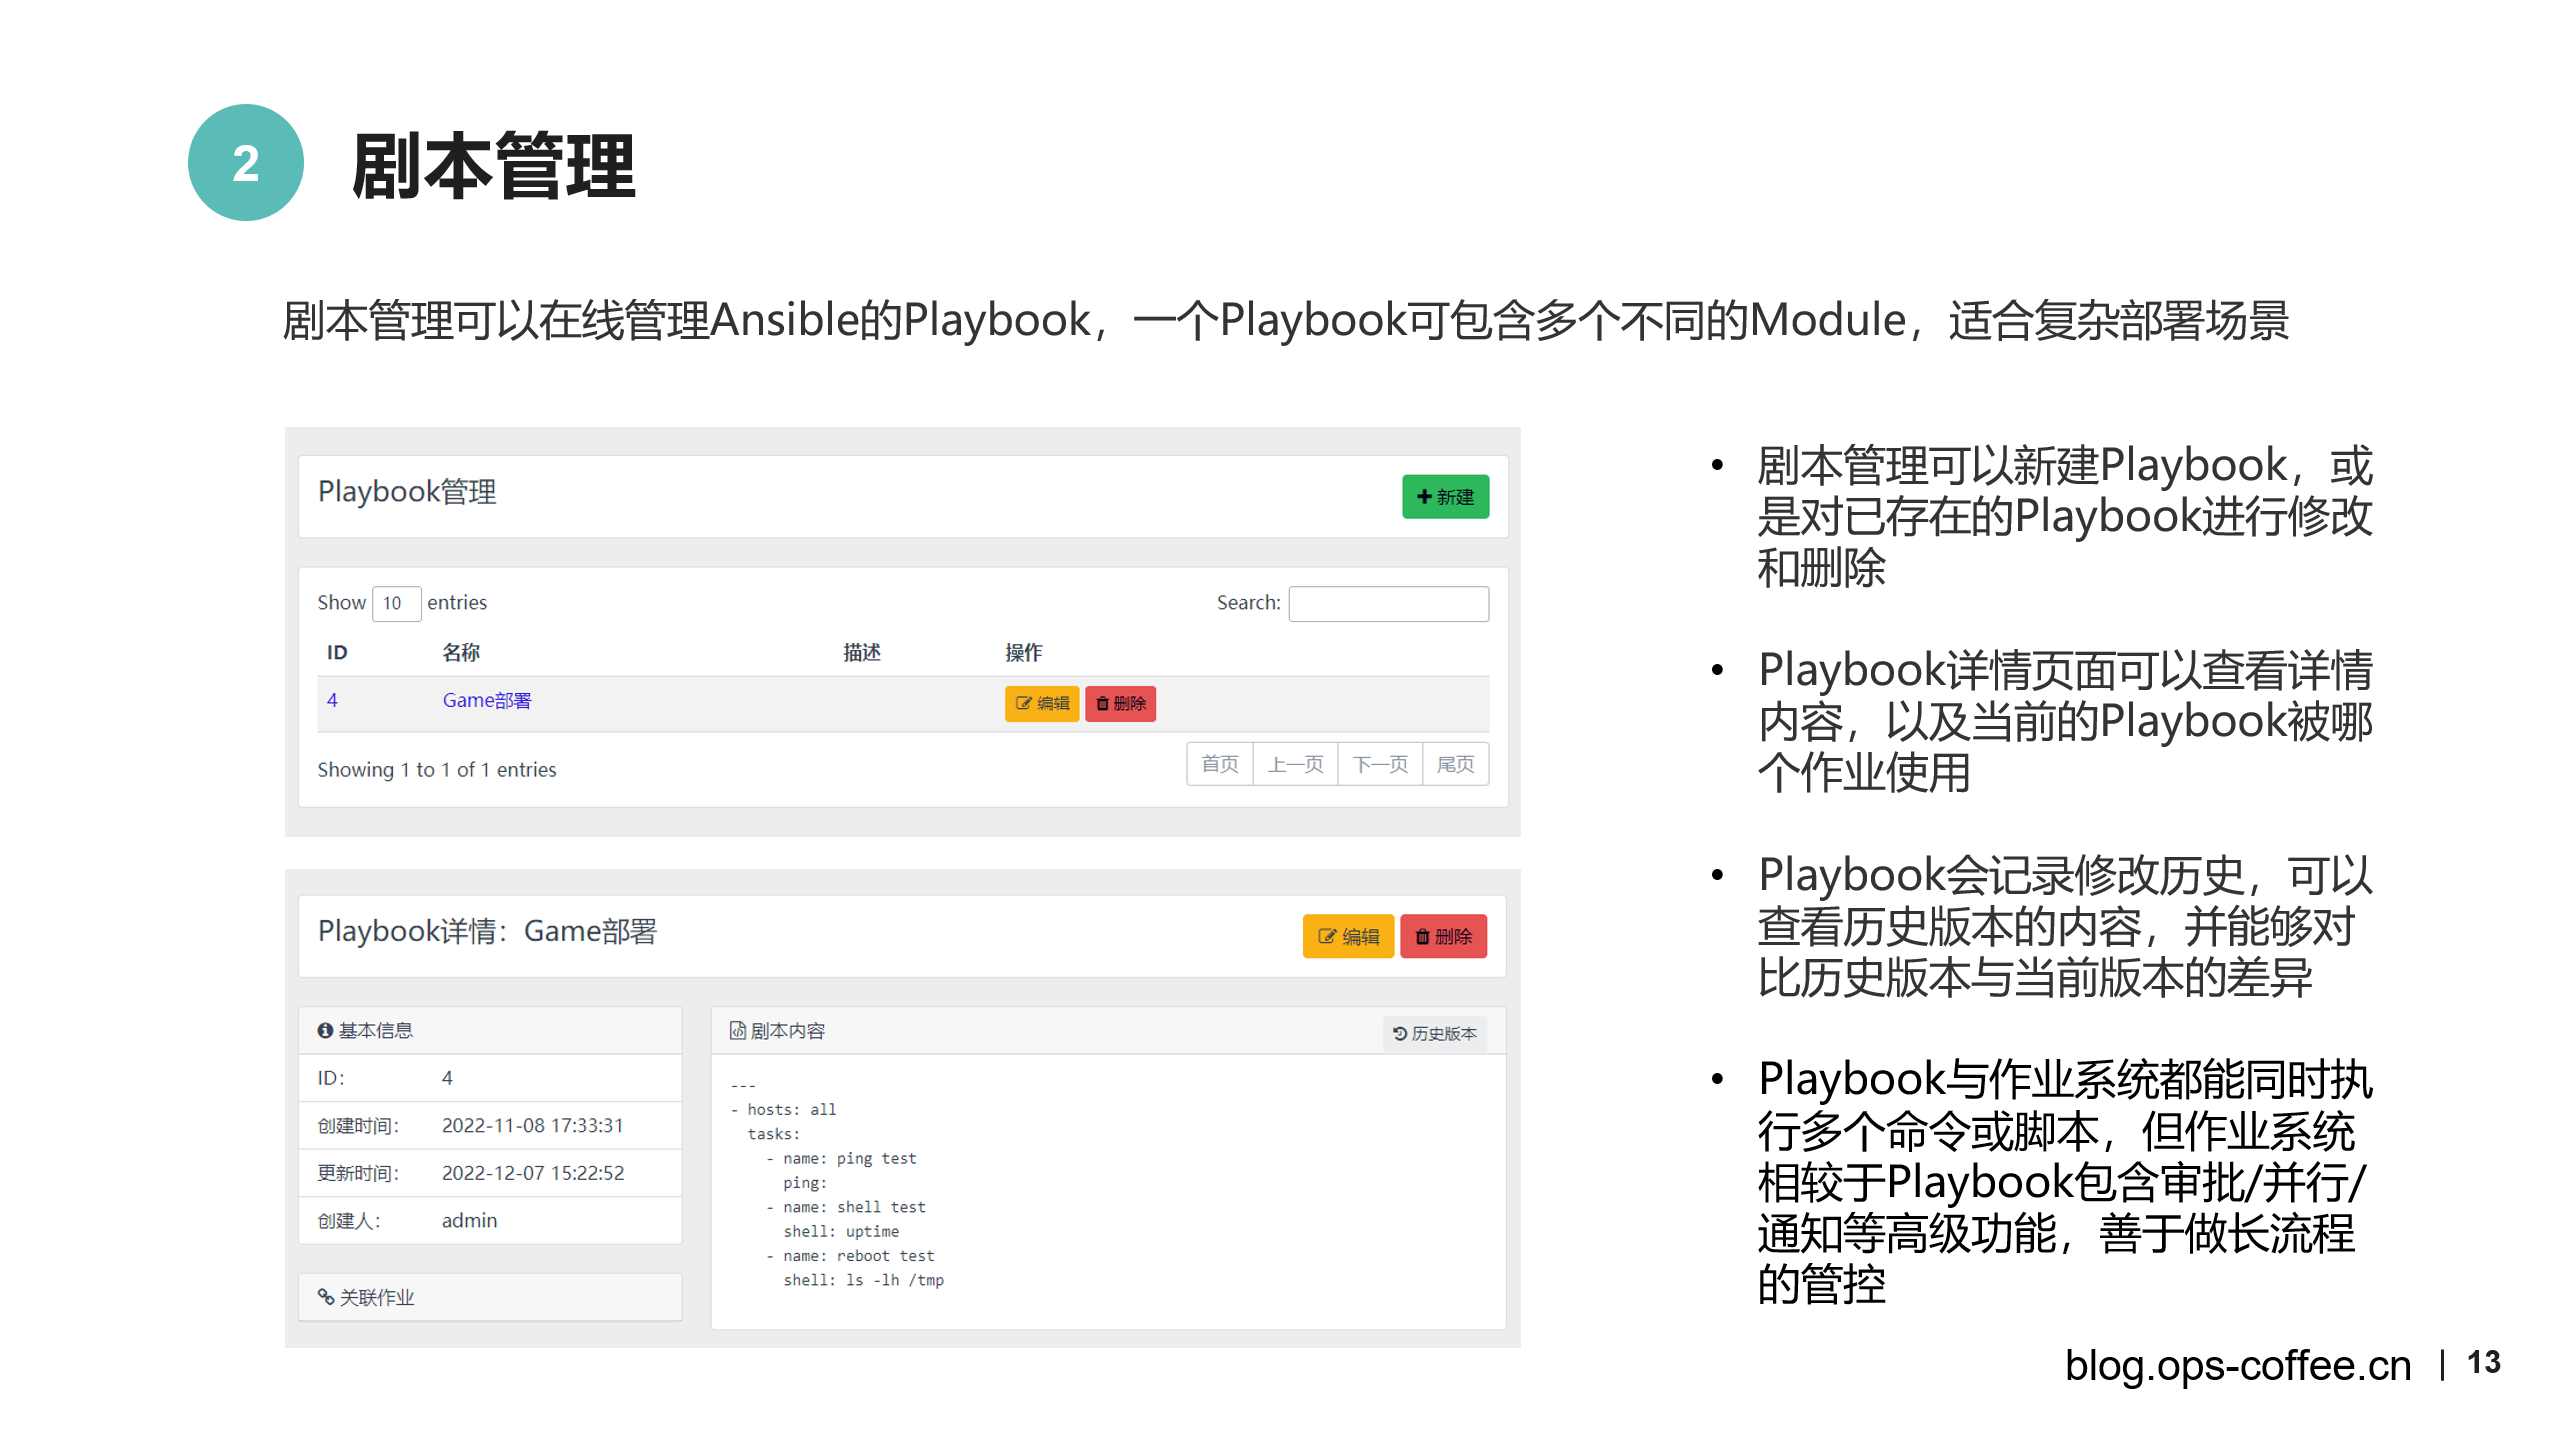 2
剧本管理
剧本管理可以在线管理Ansible的Playbook，一个Playbook可包含多个不同的Module，适合复杂部署场景
Playbook管理
新建
Show 10 entries
Search:
ID 名称 描述 操作
4 Game部署 编辑 删除
Showing 1 to 1 of 1 entries
首页 上一页 下一页 尾页
Playbook详情：Game部署
编辑 删除
基本信息
ID： 4
创建时间： 2022-11-08 17:33:31
更新时间： 2022-12-07 15:22:52
创建人： admin
关联作业
剧本内容
历史版本
---
- hosts: all
tasks:
- name: ping test
ping:
- name: shell test
shell: uptime
- name: reboot test
shell: ls -lh /tmp
• 剧本管理可以新建Playbook，或
是对已存在的Playbook进行修改
和删除
• Playbook详情页面可以查看详情
内容，以及当前的Playbook被哪
个作业使用
• Playbook会记录修改历史，可以
查看历史版本的内容，并能够对
比历史版本与当前版本的差异
• Playbook与作业系统都能同时执
行多个命令或脚本，但作业系统
相较于Playbook包含审批/并行/
通知等高级功能，善于做长流程
的管控
blog.ops-coffee.cn | 13